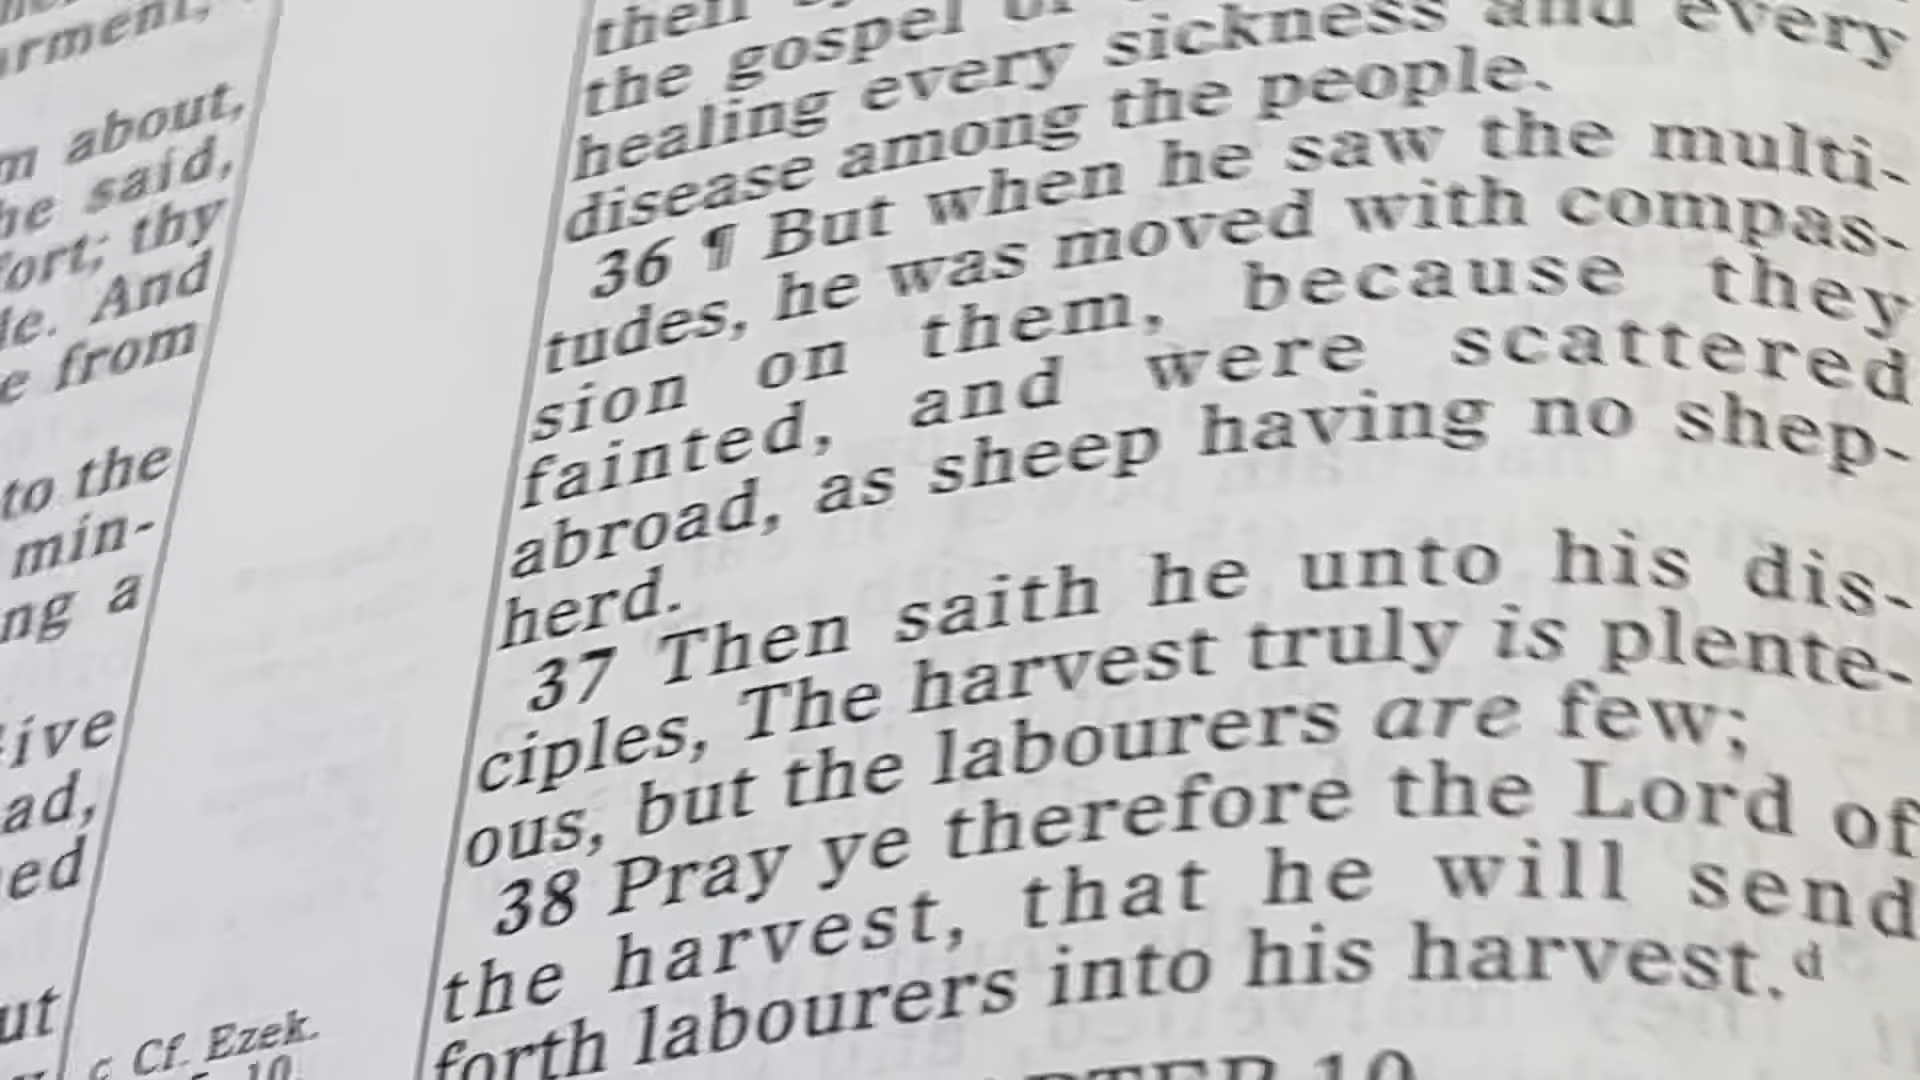 m about,
he said,
thy
And
e from
to the
min-
ng a
ive
ad,
ed
ut
c Cf. Ezek.
10.
the gospel
healing every sickness and every
disease among the people.
36 ¶ But when he saw the multi-
tudes, he was moved with compas-
sion on them, because they
fainted, and were scattered
abroad, as sheep having no shep-
herd.
37 Then saith he unto his dis-
ciples, The harvest truly is plente-
ous, but the labourers are few;
38 Pray ye therefore the Lord of
the harvest, that he will send
forth labourers into his harvest.d
10